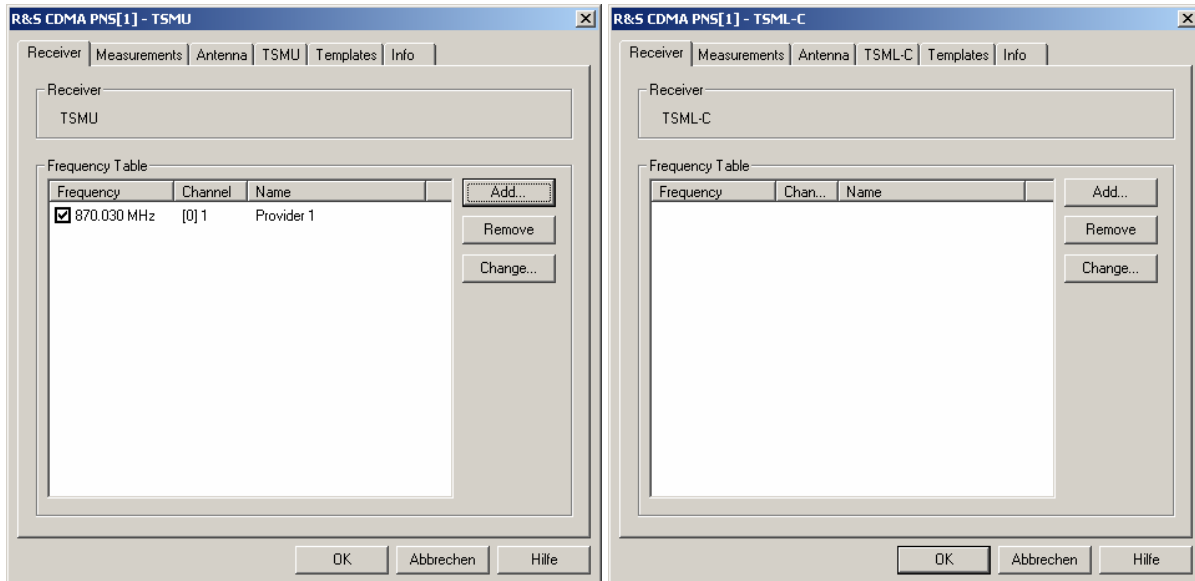 R&S CDMA PNS[1] - TSMU
Receiver Measurements Antenna TSMU Templates Info
Receiver
TSMU
Frequency Table
Frequency Channel Name
870.030 MHz [0] 1 Provider 1
Add...
Remove
Change...
OK Abbrechen Hilfe
R&S CDMA PNS[1] - TSML-C
Receiver Measurements Antenna TSML-C Templates Info
Receiver
TSML-C
Frequency Table
Frequency Chan... Name
Add...
Remove
Change...
OK Abbrechen Hilfe